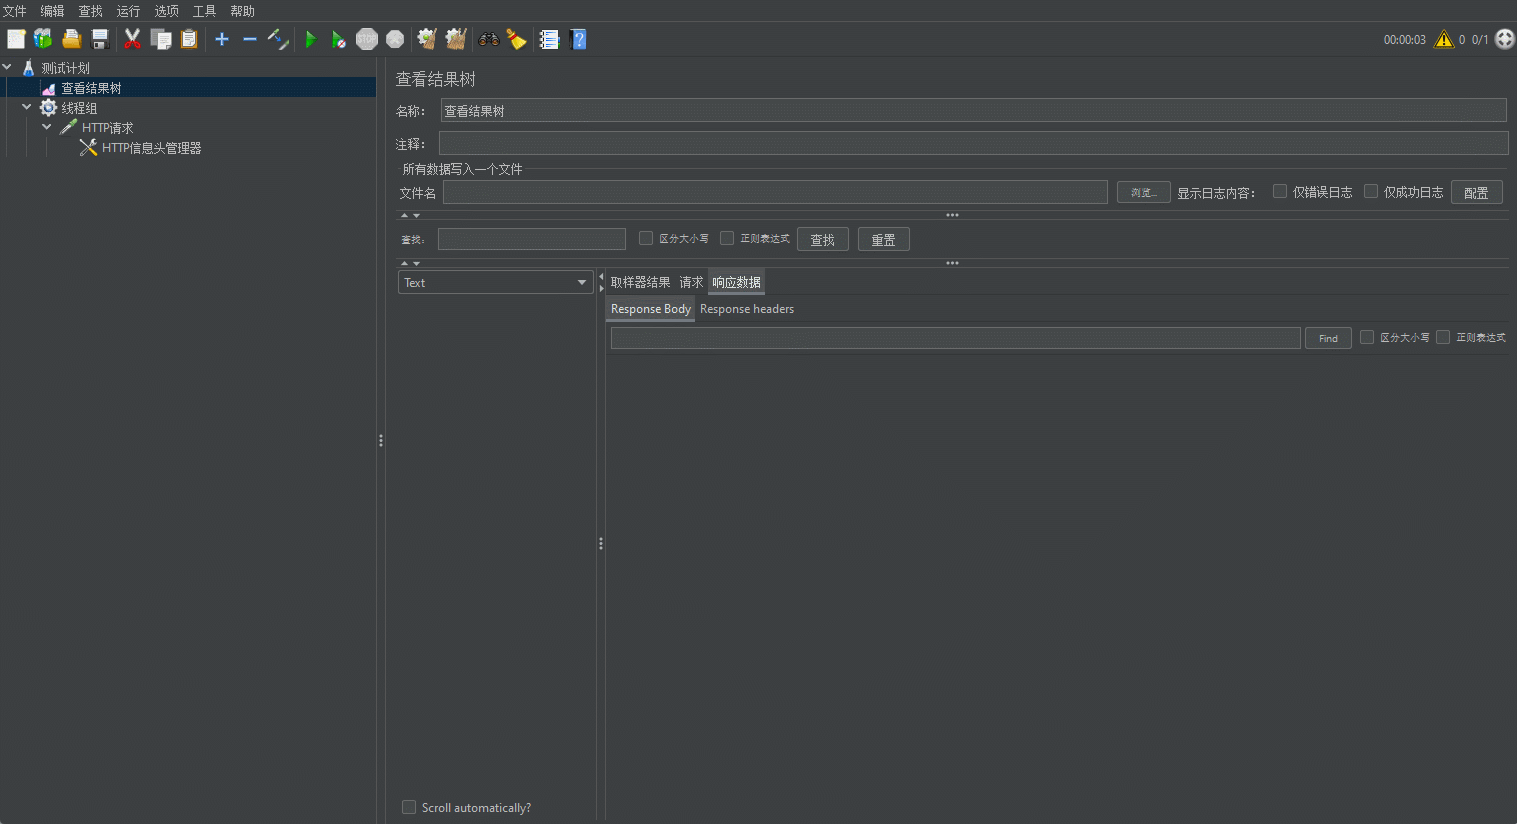 文件 编辑 查找 运行 选项 工具 帮助
STOP 00:00:03 0 0/1
测试计划
查看结果树
线程组
HTTP请求
HTTP信息头管理器
查看结果树
名称： 查看结果树
注释：
所有数据写入一个文件
文件名 浏览... 显示日志内容： 仅错误日志 仅成功日志 配置
查找： 区分大小写 正则表达式 查找 重置
Text 取样器结果 请求 响应数据
Response Body Response headers
Find 区分大小写 正则表达式
Scroll automatically?